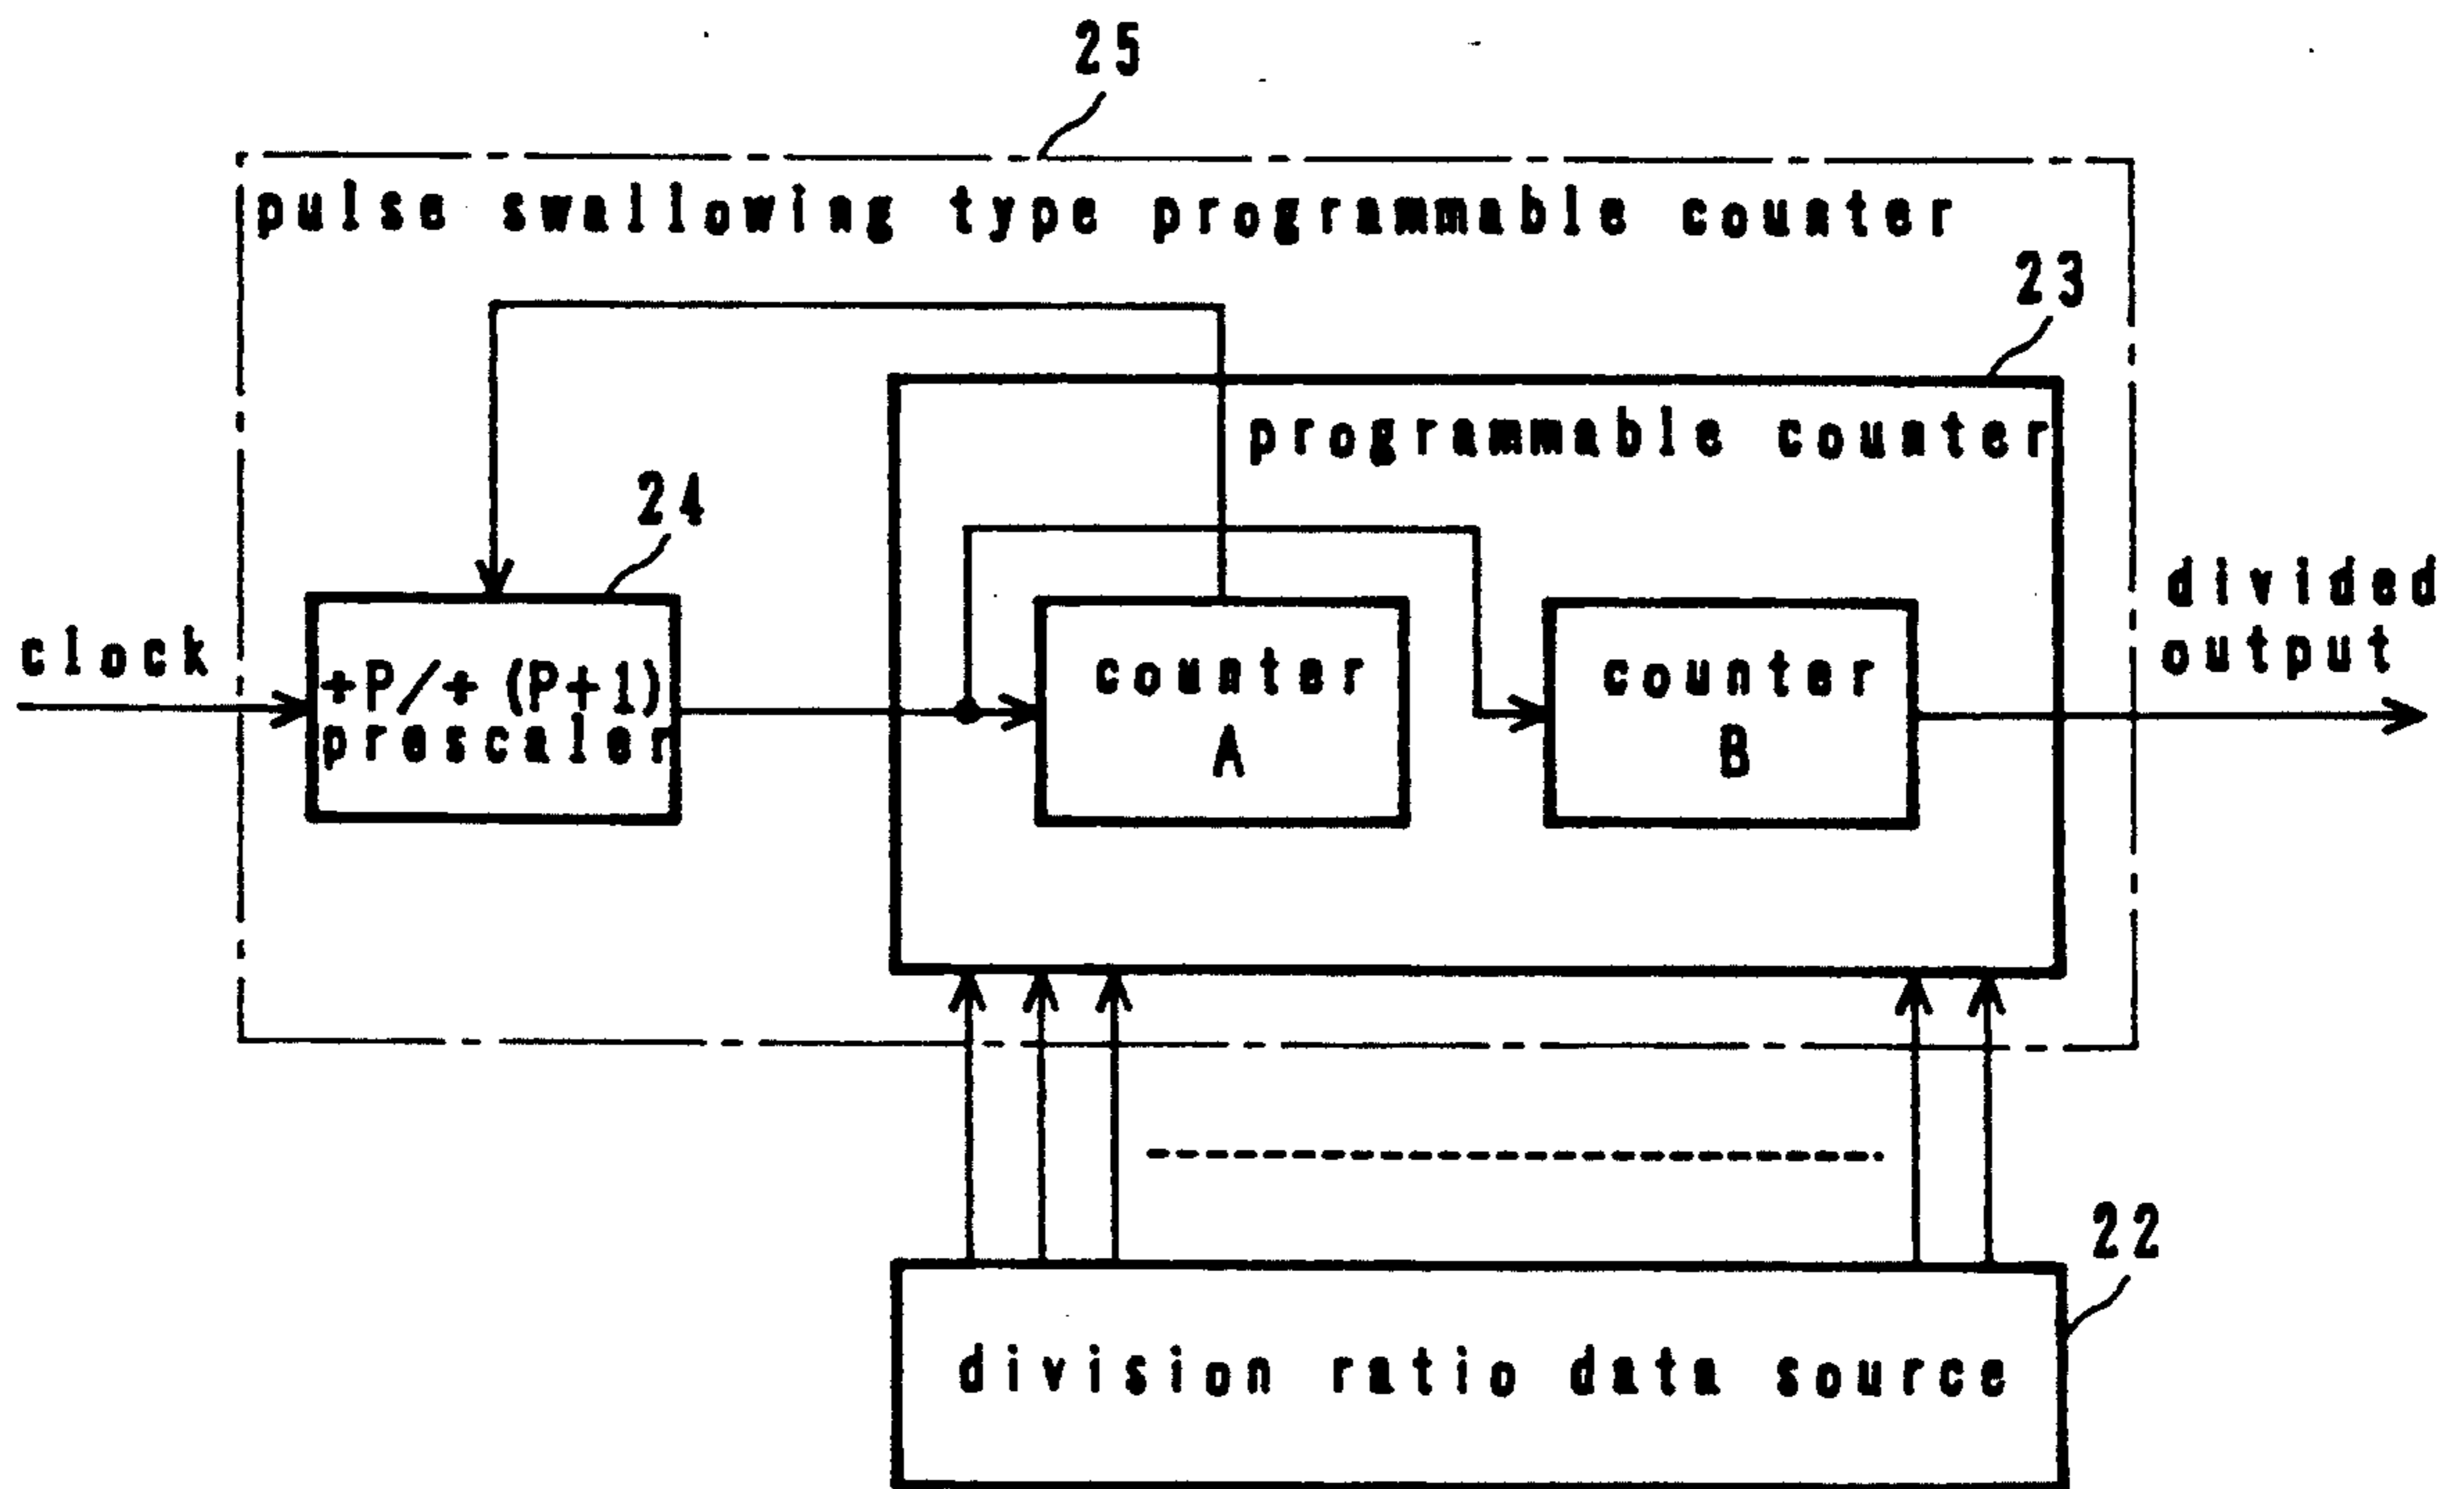 25
pulse swallowing type programmable counter
23
programmable counter
24
clock
÷P/÷(P+1)
prescaler
counter
A
counter
B
divided
output
22
division ratio data source